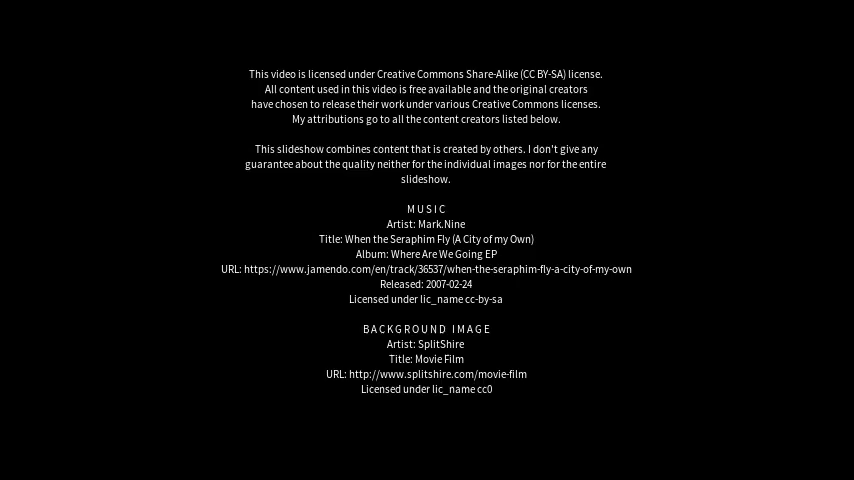 This video is licensed under Creative Commons Share-Alike (CC BY-SA) license.
All content used in this video is free available and the original creators
have chosen to release their work under various Creative Commons licenses.
My attributions go to all the content creators listed below.
This slideshow combines content that is created by others. I don't give any
guarantee about the quality neither for the individual images nor for the entire
slideshow.
MUSIC
Artist: Mark.Nine
Title: When the Seraphim Fly (A City of my Own)
Album: Where Are We Going EP
URL: https://www.jamendo.com/en/track/36537/when-the-seraphim-fly-a-city-of-my-own
Released: 2007-02-24
Licensed under lic_name cc-by-sa
BACKGROUND IMAGE
Artist: SplitShire
Title: Movie Film
URL: http://www.splitshire.com/movie-film
Licensed under lic_name cc0